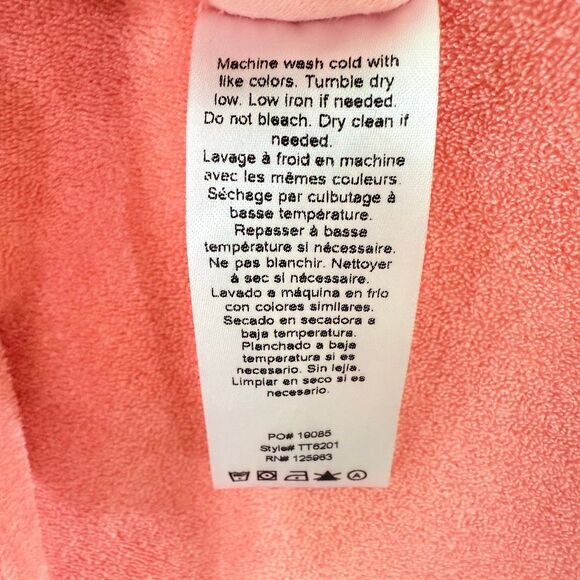 Machine wash cold with
like colors. Tumble dry
low. Low iron if needed.
Do not bleach. Dry clean if
needed.
Lavage à froid en machine
avec les mêmes couleurs.
Séchage par culbutage à
basse température.
Repasser à basse
température si nécessaire.
Ne pas blanchir. Nettoyer
à sec si nécessaire.
Lavado a máquina en frío
con colores similares.
Secado en secadora a
baja temperatura.
Planchado a baja
temperatura si es
necesario. Sin lejía.
Limpiar en seco si es
necesario.
PO# 19085
Style# TT6201
RN# 125963
A